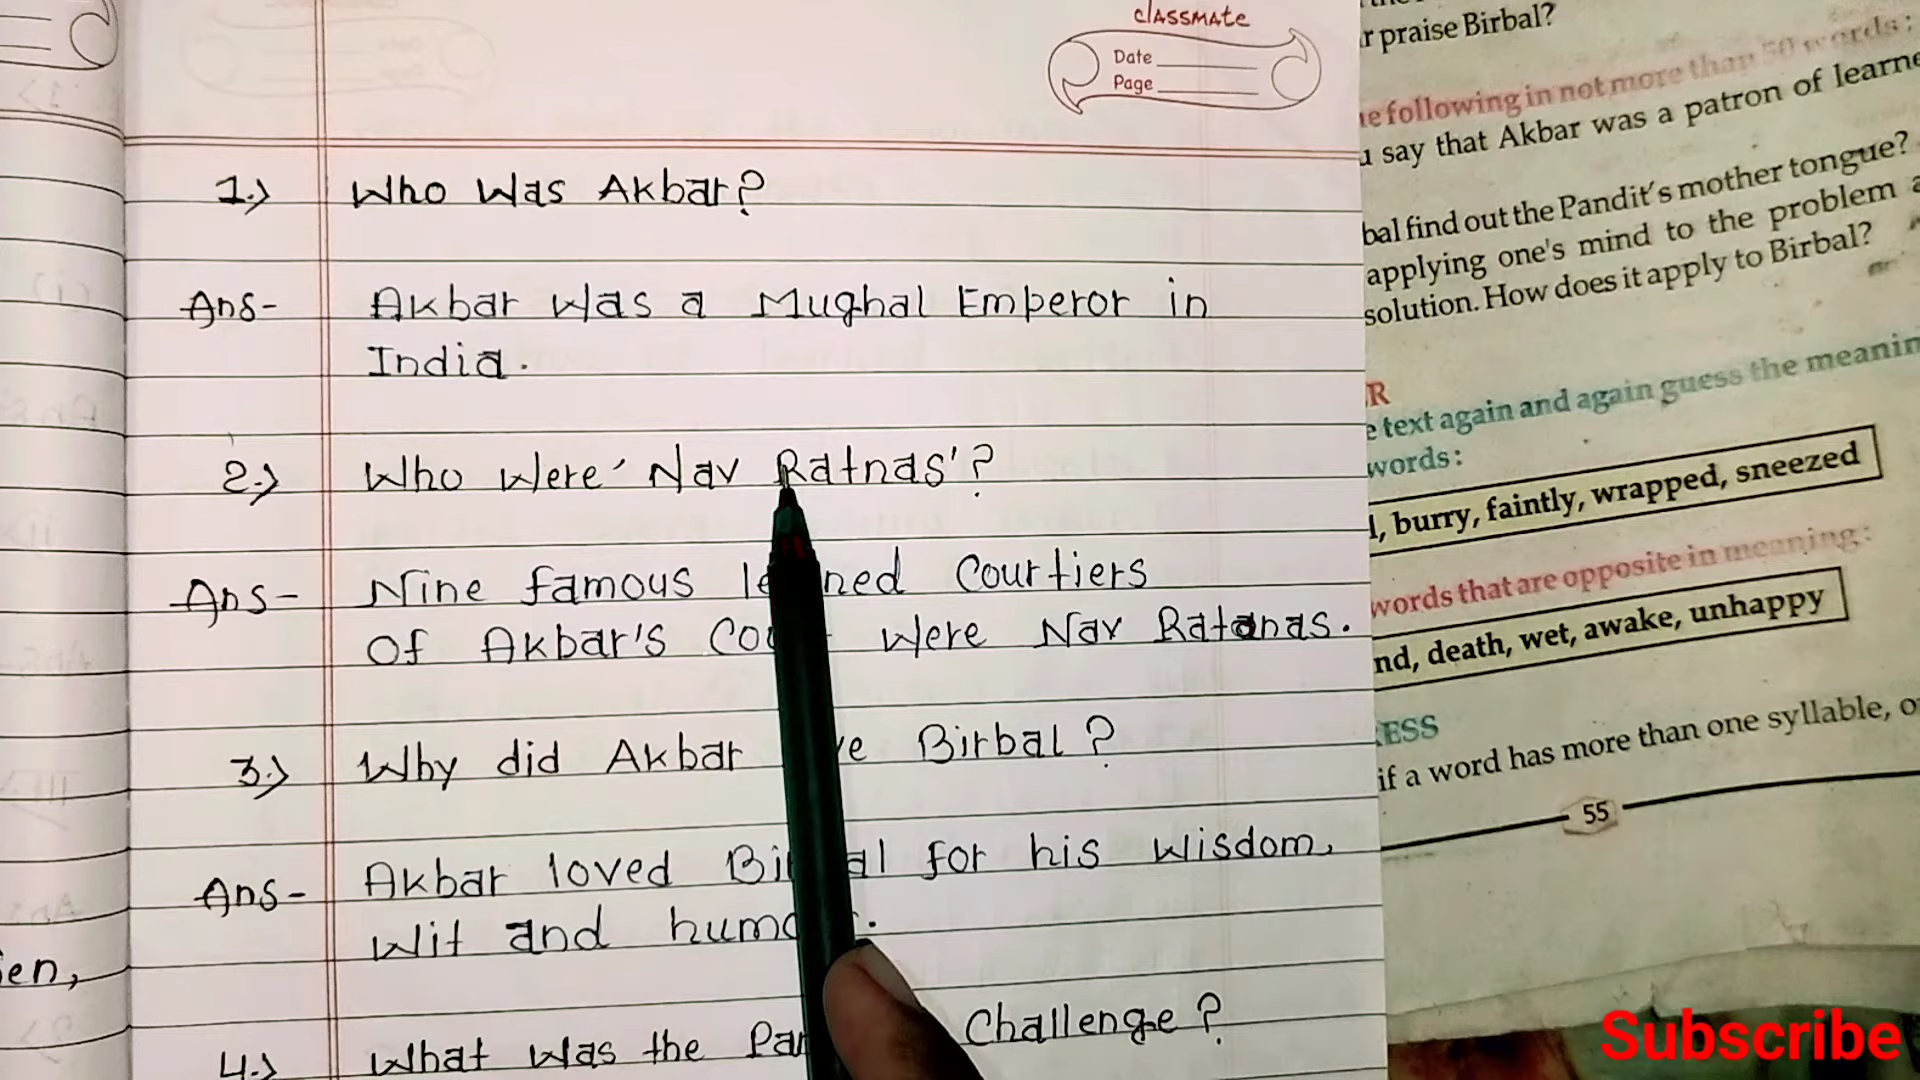 classmate
Date
Page
1.) Who Was Akbar?
Ans- Akbar Was a Mughal Emperor in
India.
2.) Who Were 'Nav Ratnas'?
Ans- Nine famous ned Courtiers
Of Akbar's Were Nav Ratanas.
3.) Why did Akbar Birbal?
Ans- Akbar loved Birbal for his Wisdom,
Wit and
4.) What Was the Challenge?
en,
r praise Birbal?
following in not more than 50 words:
say that Akbar was a patron of
bal find out the Pandit's mother tongue?
applying one's mind to the problem
solution. How does it apply to Birbal?
R
text again and again guess the
words:
burry, faintly, wrapped, sneezed
words that are opposite in meaning:
nd, death, wet, awake, unhappy
ESS
if a word has more than one syllable,
55
Subscribe